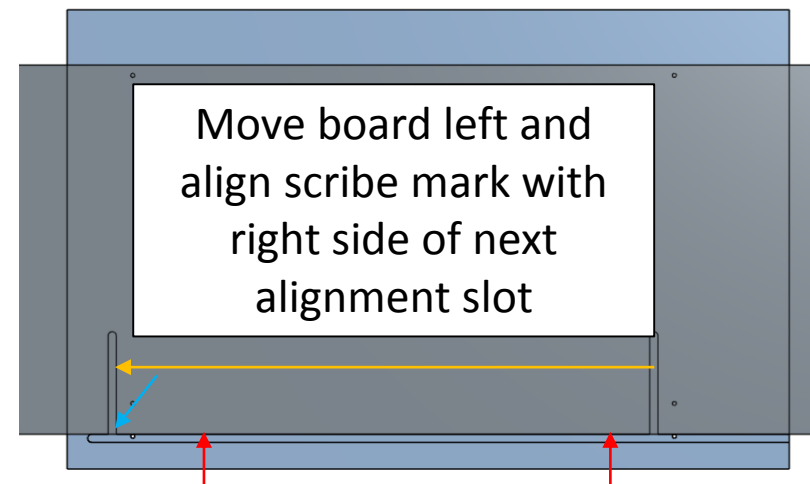 Move board left and
align scribe mark with
right side of next
alignment slot